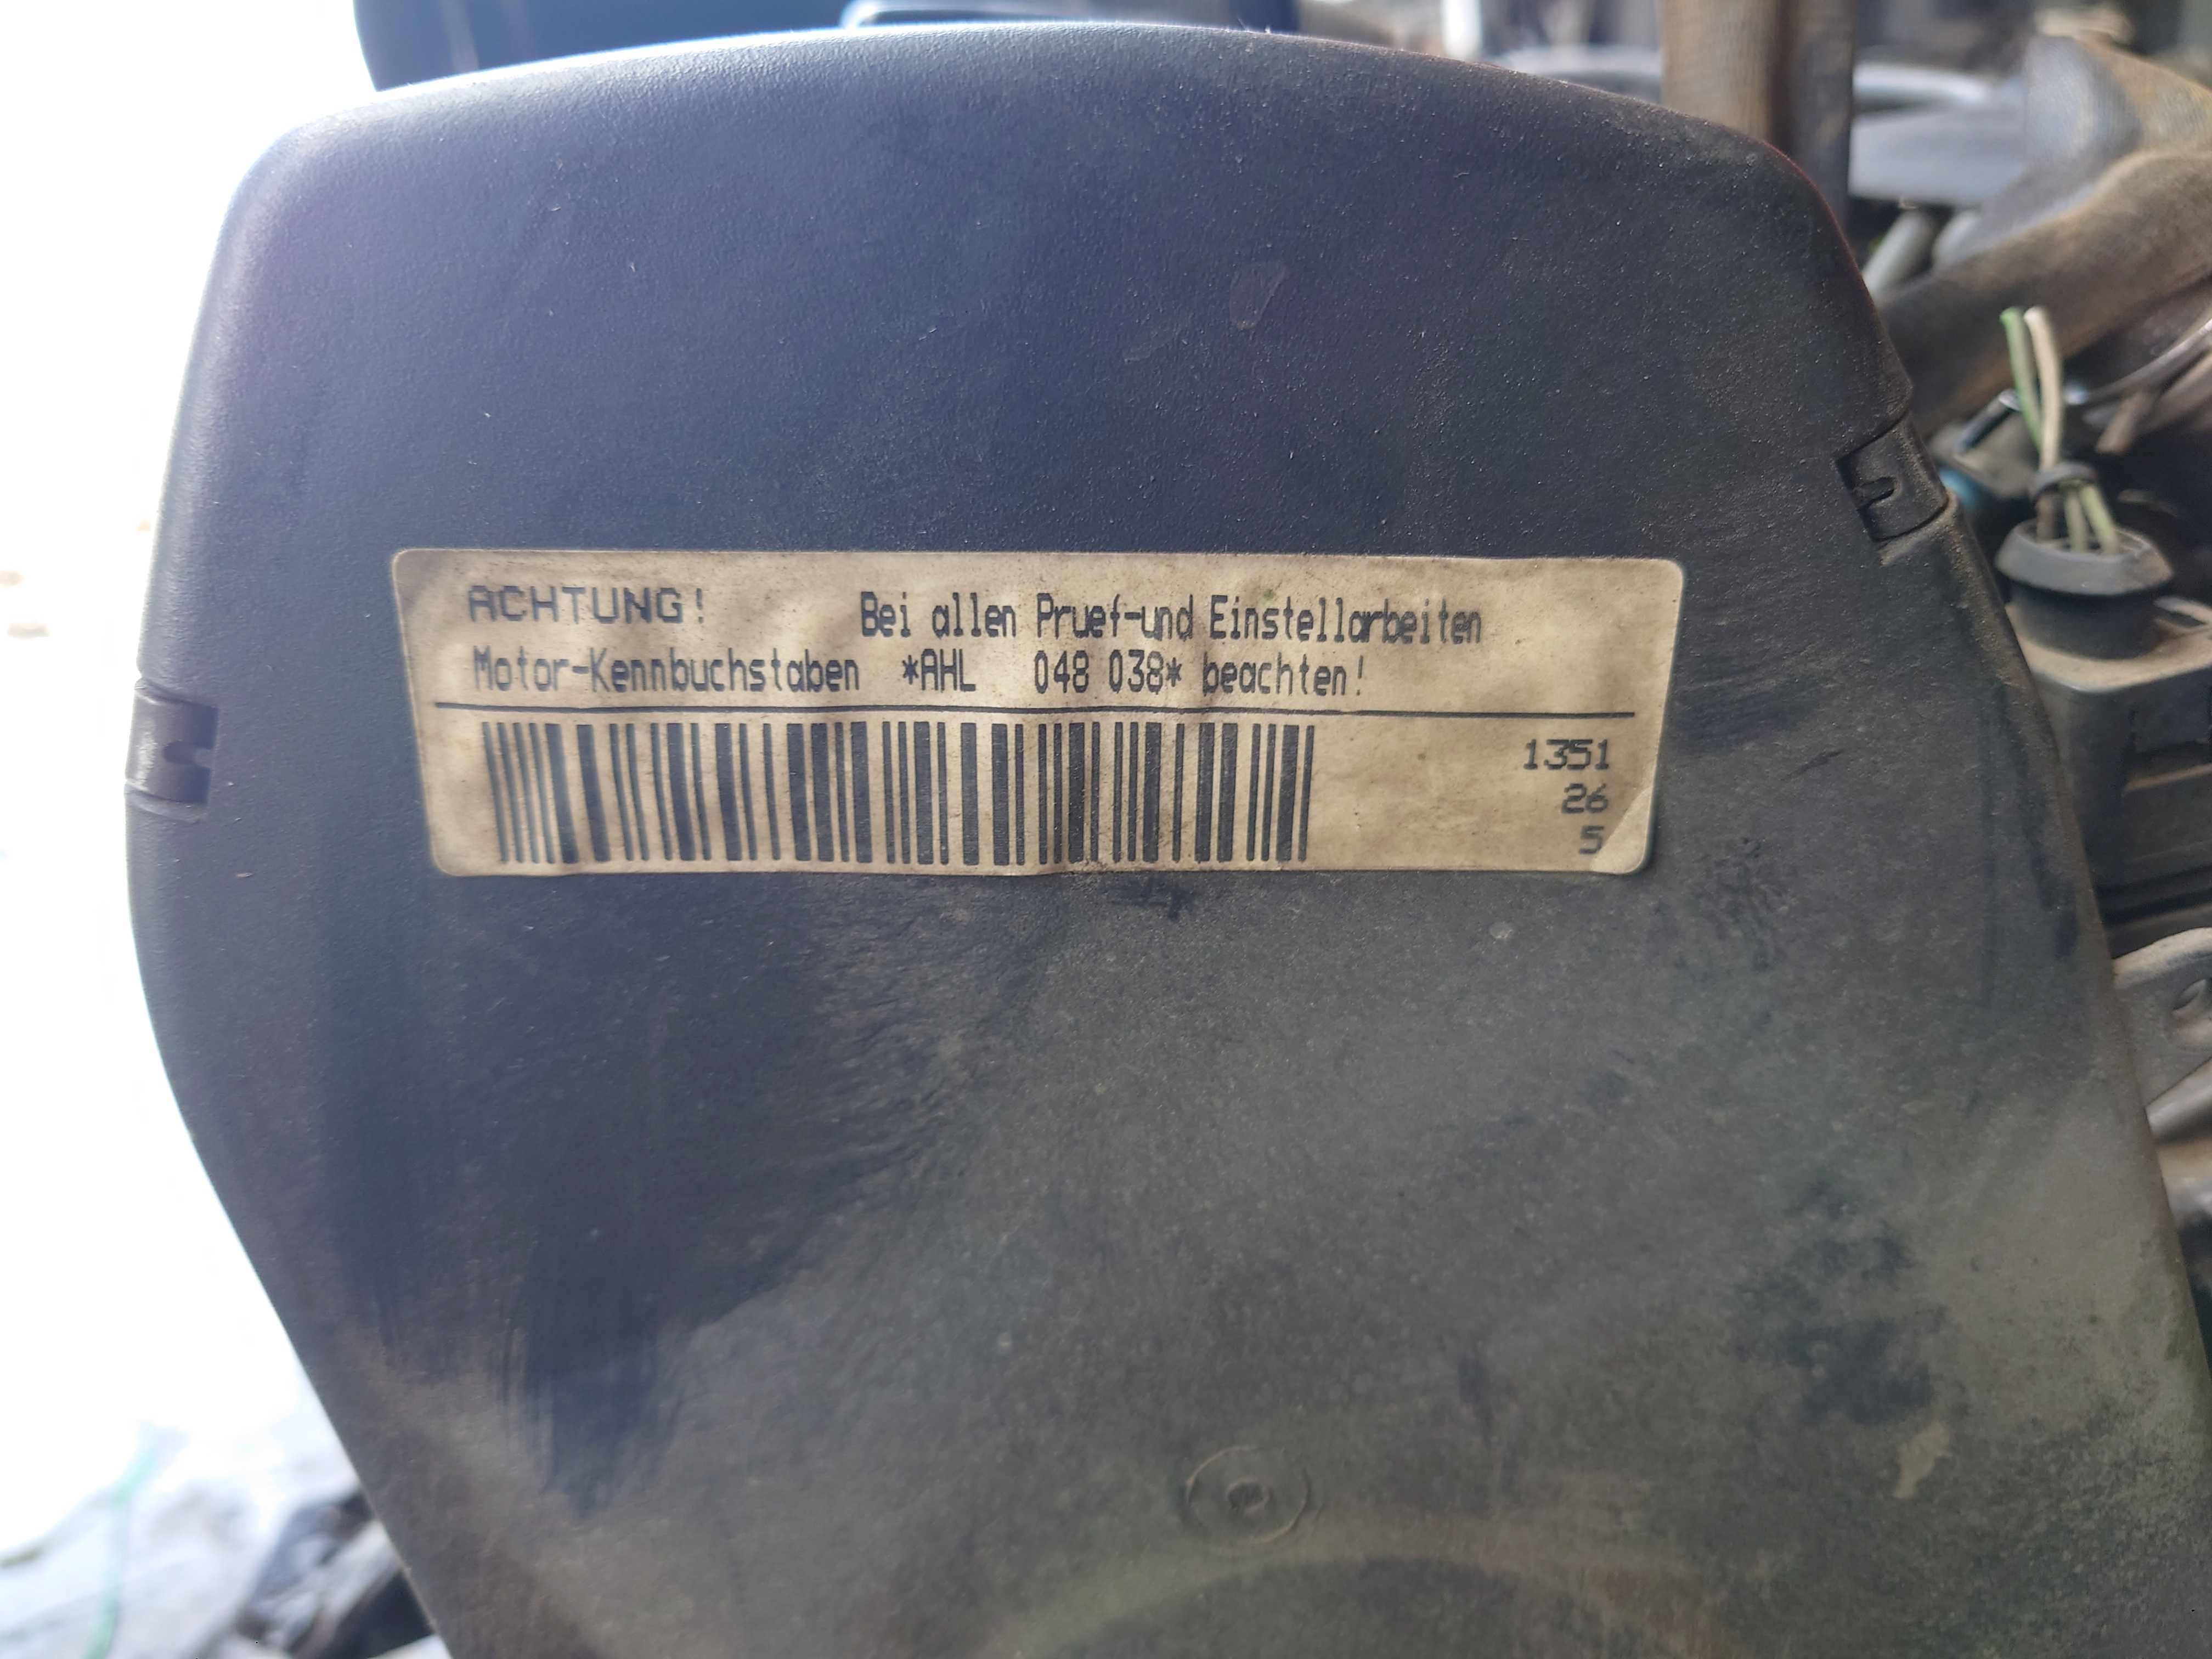 ACHTUNG! Bei allen Pruef-und Einstellarbeiten
Motor-Kennbuchstaben *AHL 048 038* beachten!
1351
26
5